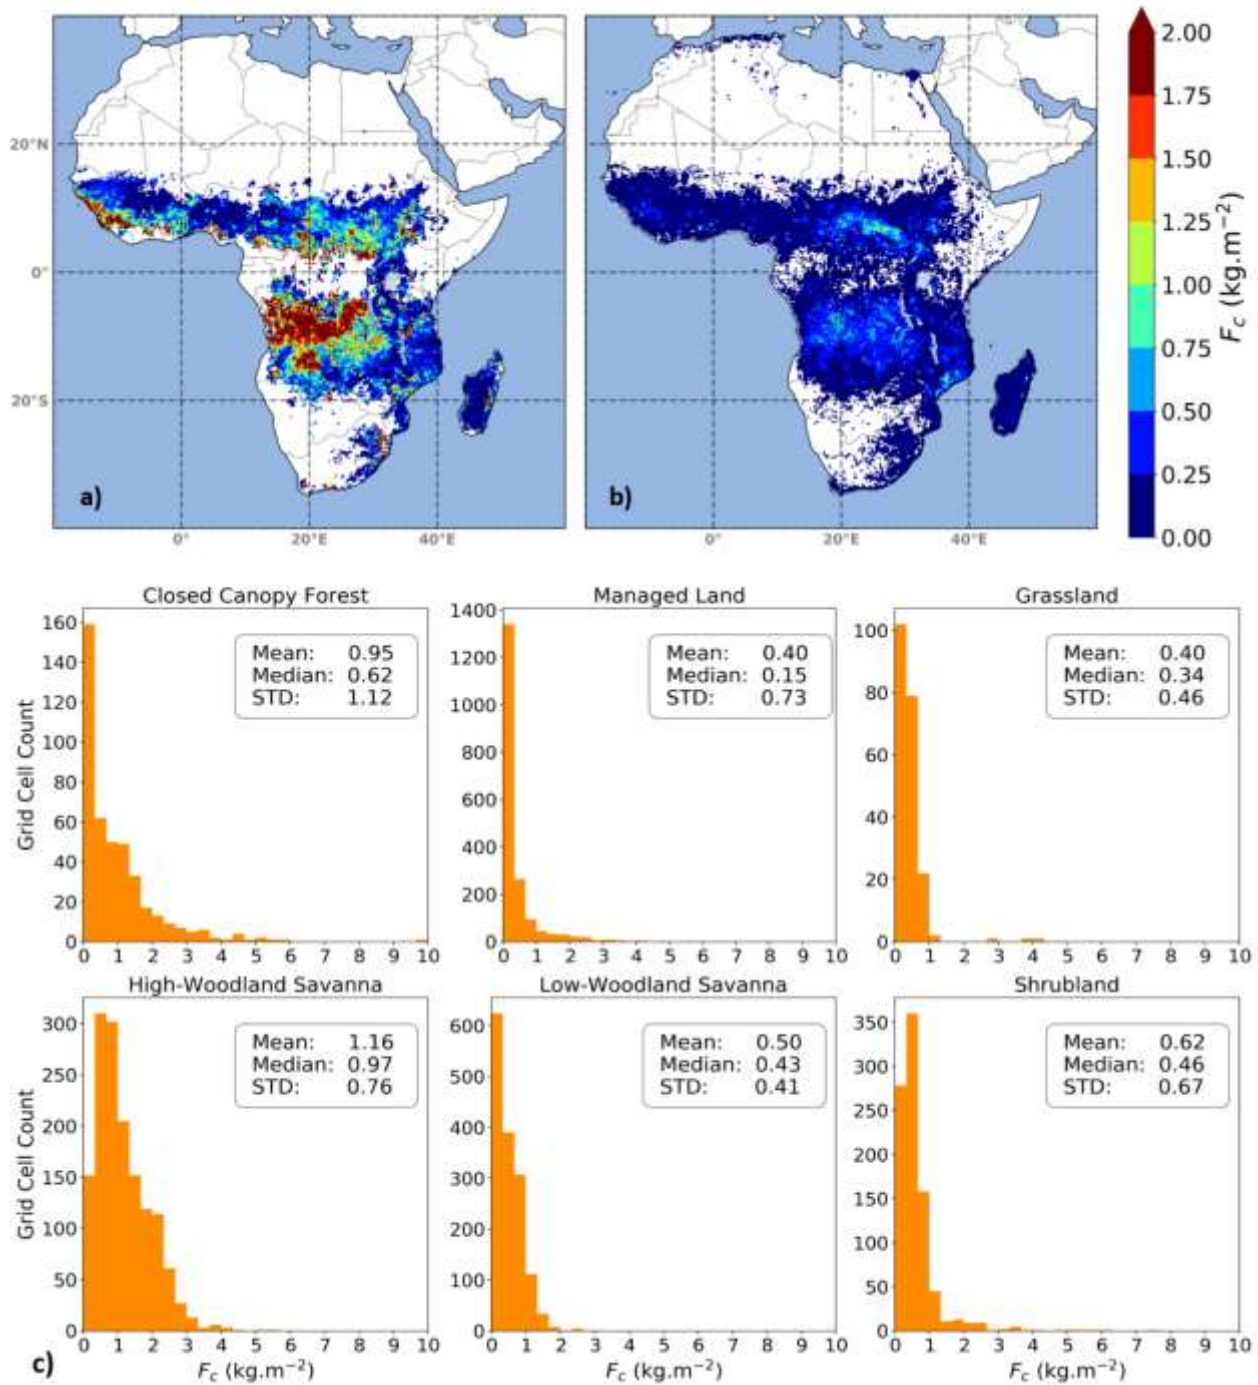 20°N
0°
20°S
a)
b)
0° 20°E 40°E
0° 20°E 40°E
2.00
1.75
1.50
1.25
1.00
0.75
0.50
0.25
0.00
F_c (kg.m⁻²)
Closed Canopy Forest
Mean: 0.95
Median: 0.62
STD: 1.12
160
140
120
100
80
60
40
20
0
Grid Cell Count
0 1 2 3 4 5 6 7 8 9 10
Managed Land
Mean: 0.40
Median: 0.15
STD: 0.73
1400
1200
1000
800
600
400
200
0
0 1 2 3 4 5 6 7 8 9 10
Grassland
Mean: 0.40
Median: 0.34
STD: 0.46
100
80
60
40
20
0
0 1 2 3 4 5 6 7 8 9 10
High-Woodland Savanna
Mean: 1.16
Median: 0.97
STD: 0.76
300
250
200
150
100
50
0
Grid Cell Count
0 1 2 3 4 5 6 7 8 9 10
F_c (kg.m⁻²)
Low-Woodland Savanna
Mean: 0.50
Median: 0.43
STD: 0.41
600
500
400
300
200
100
0
0 1 2 3 4 5 6 7 8 9 10
F_c (kg.m⁻²)
Shrubland
Mean: 0.62
Median: 0.46
STD: 0.67
350
300
250
200
150
100
50
0
0 1 2 3 4 5 6 7 8 9 10
F_c (kg.m⁻²)
c)